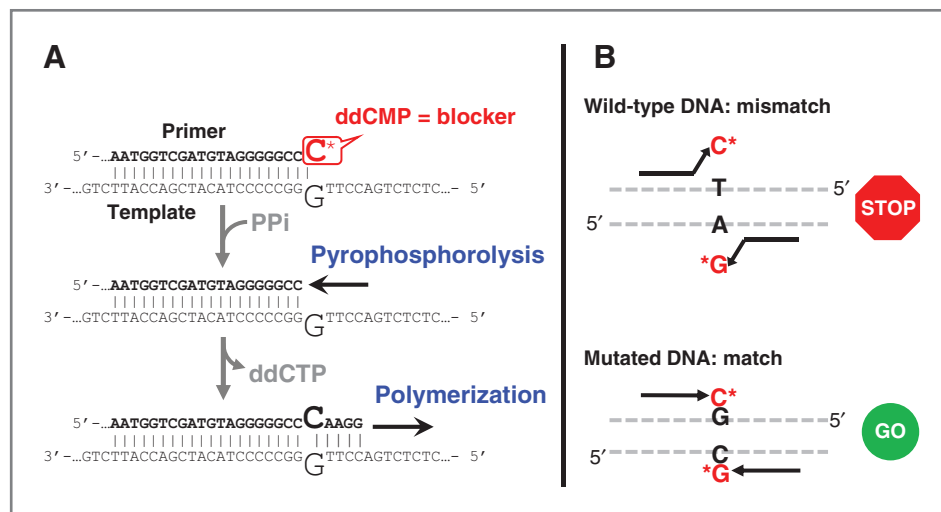 A
ddCMP = blocker
Primer
5'-…AATGGTCGATGTAGGGGGCC C*
3'-…GTCTTACCAGCTACATCCCCCGG G TTCCAGTCTCTC…- 5'
Template
PPi
Pyrophosphorolysis
5'-…AATGGTCGATGTAGGGGGCC
3'-…GTCTTACCAGCTACATCCCCCGG G TTCCAGTCTCTC…- 5'
ddCTP
Polymerization
5'-…AATGGTCGATGTAGGGGGCC C AAGG
3'-…GTCTTACCAGCTACATCCCCCGG G TTCCAGTCTCTC…- 5'
B
Wild-type DNA: mismatch
C*
T 5′
5′ A
*G
STOP
Mutated DNA: match
C*
G 5′
5′ C
*G
GO